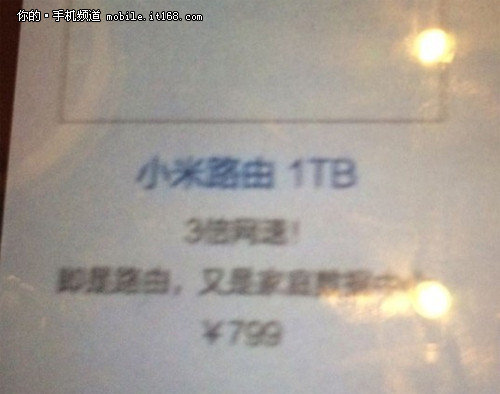 你的·手机频道 mobile.it168.com
小米路由 1TB
3倍网速!
即是路由,又是家庭数据中心
￥799